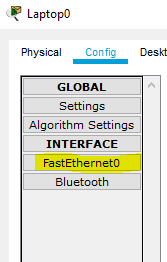 Laptop0
Physical Config Deskt
GLOBAL
Settings
Algorithm Settings
INTERFACE
FastEthernet0
Bluetooth